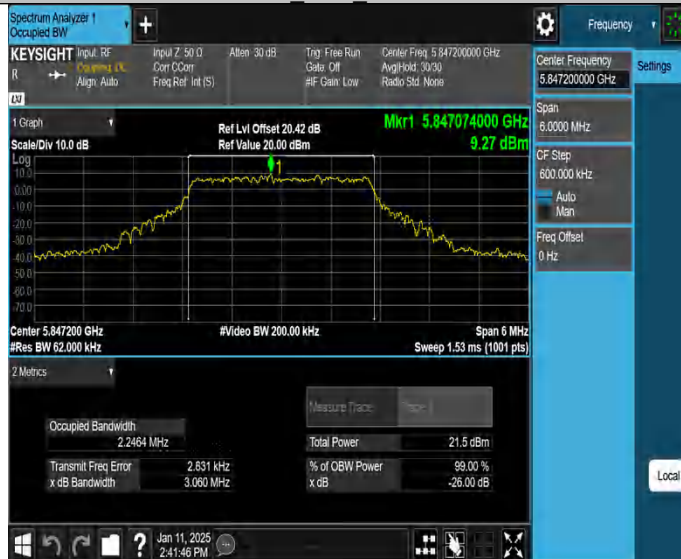 Spectrum Analyzer 1
Occupied BW
+
Frequency
KEYSIGHT
Input: RF
Coupling: DC
Align: Auto
Input Z: 50 Ω
Corr CCorr
Freq Ref: Int (S)
Atten: 30 dB
Trig: Free Run
Gate: Off
#IF Gain: Low
Center Freq: 5.847200000 GHz
Avg|Hold: 30/30
Radio Std: None
R
LXI
Center Frequency
5.847200000 GHz
Settings
Span
6.0000 MHz
CF Step
600.000 kHz
Auto
Man
Freq Offset
0 Hz
1 Graph
Scale/Div 10.0 dB
Ref Lvl Offset 20.42 dB
Ref Value 20.00 dBm
Mkr1 5.847074000 GHz
9.27 dBm
Log
10.0
0.00
-10.0
-20.0
-30.0
-40.0
-50.0
-60.0
-70.0
1
Center 5.847200 GHz
#Res BW 62.000 kHz
#Video BW 200.00 kHz
Span 6 MHz
Sweep 1.53 ms (1001 pts)
2 Metrics
Measure Trace
Trace 1
Occupied Bandwidth
2.2464 MHz
Total Power
21.5 dBm
Transmit Freq Error
2.631 kHz
% of OBW Power
99.00 %
x dB Bandwidth
3.060 MHz
x dB
-26.00 dB
Local
?
Jan 11, 2025
2:41:46 PM